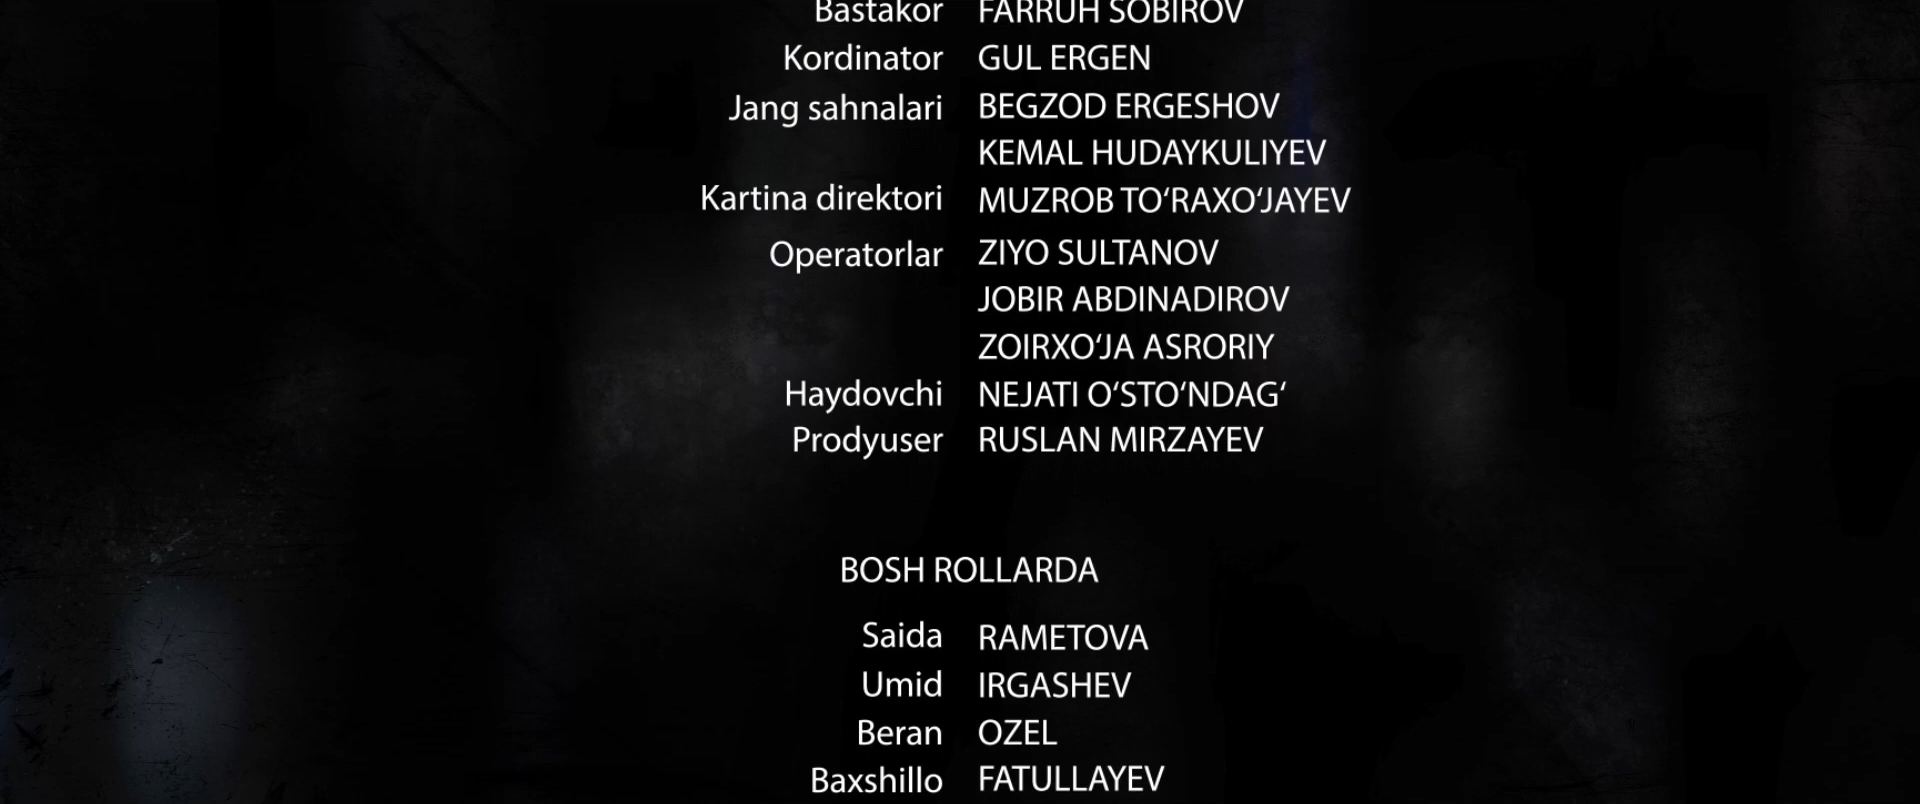 Bastakor FARRUH SOBIROV
Kordinator GUL ERGEN
Jang sahnalari BEGZOD ERGESHOV
KEMAL HUDAYKULIYEV
Kartina direktori MUZROB TO‘RAXO‘JAYEV
Operatorlar ZIYO SULTANOV
JOBIR ABDINADIROV
ZOIRXO‘JA ASRORIY
Haydovchi NEJATI O‘STO‘NDAG‘
Prodyuser RUSLAN MIRZAYEV
BOSH ROLLARDA
Saida RAMETOVA
Umid IRGASHEV
Beran OZEL
Baxshillo FATULLAYEV